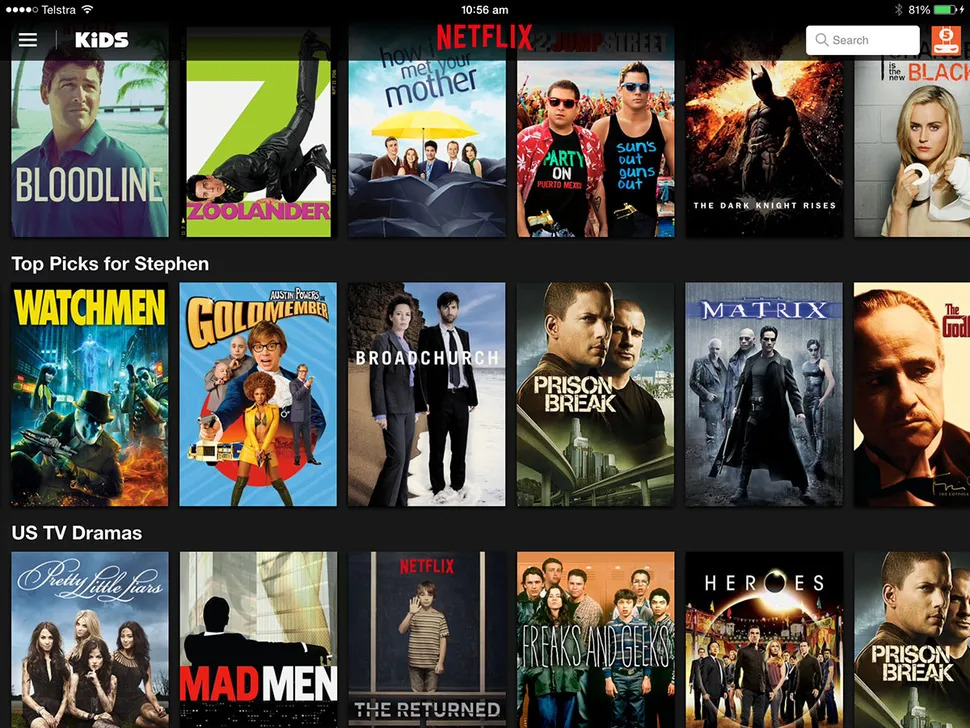 Telstra
10:56 am
81%
KiDS
NETFLIX
Search
5
BLOODLINE
ZOOLANDER
how i
met your
mother
22 JUMP STREET
PARTY
ON
PUERTO MEXICO
sun's
out
guns
out
THE DARK KNIGHT RISES
is the new
BLACK
Top Picks for Stephen
WATCHMEN
AUSTIN POWERS
GOLDMEMBER
BROADCHURCH
PRISON
BREAK
MATRIX
The
God
US TV Dramas
Pretty Little Liars
MAD MEN
NETFLIX
THE RETURNED
FREAKS AND GEEKS
HEROES
PRISON
BREAK